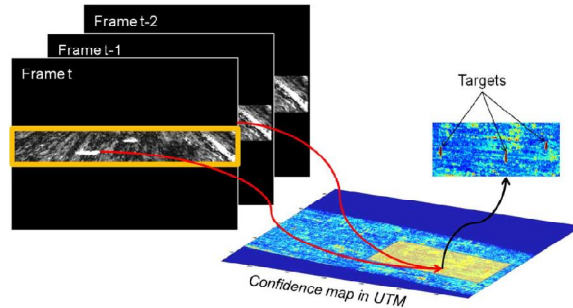 Frame t-2
Frame t-1
Frame t
Targets
Confidence map in UTM